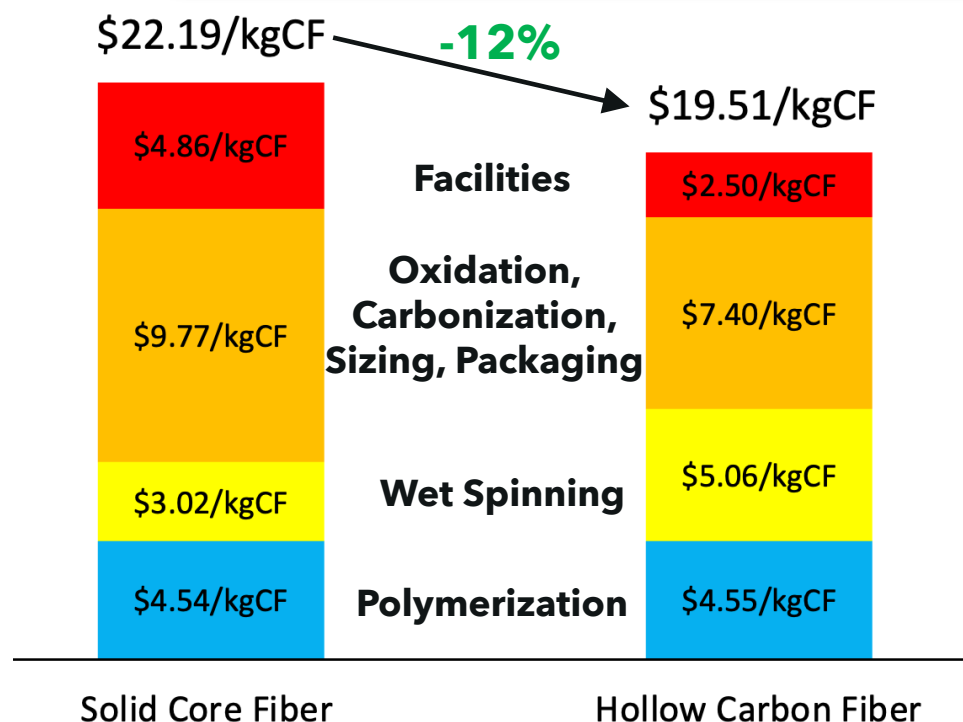 $22.19/kgCF
-12%
$19.51/kgCF
$4.86/kgCF
Facilities
$2.50/kgCF
Oxidation,
Carbonization,
Sizing, Packaging
$9.77/kgCF
$7.40/kgCF
Wet Spinning
$3.02/kgCF
$5.06/kgCF
Polymerization
$4.54/kgCF
$4.55/kgCF
Solid Core Fiber
Hollow Carbon Fiber